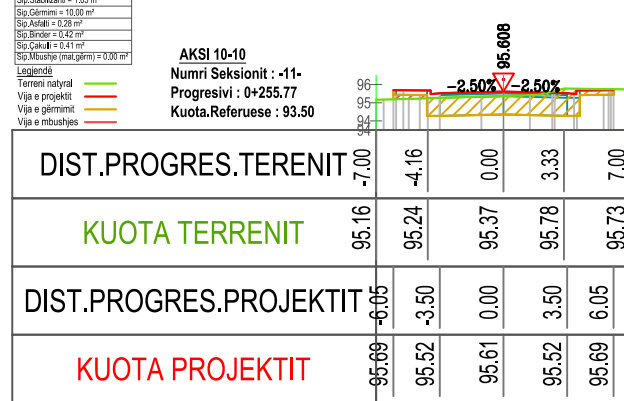 Sip.Gërmimi = 10,00 m²
Sip.Asfalti = 0,28 m²
Sip.Binder = 0,42 m²
Sip.Çakull = 0,41 m²
Sip.Mbushje (mat.gërm) = 0.00 m²
Legjendë
Terreni natyral
Vija e projektit
Vija e gërmimit
Vija e mbushjes
AKSI 10-10
Numri Seksionit : -11-
Progresivi : 0+255.77
Kuota.Referuese : 93.50
95.608
-2.50% -2.50%
96
95
94
DIST.PROGRES.TERENIT -7.00 -4.16 0.00 3.33 7.00
KUOTA TERRENIT 95.16 95.24 95.37 95.78 95.73
DIST.PROGRES.PROJEKTIT -6.05 -3.50 0.00 3.50 6.05
KUOTA PROJEKTIT 95.69 95.52 95.61 95.52 95.69